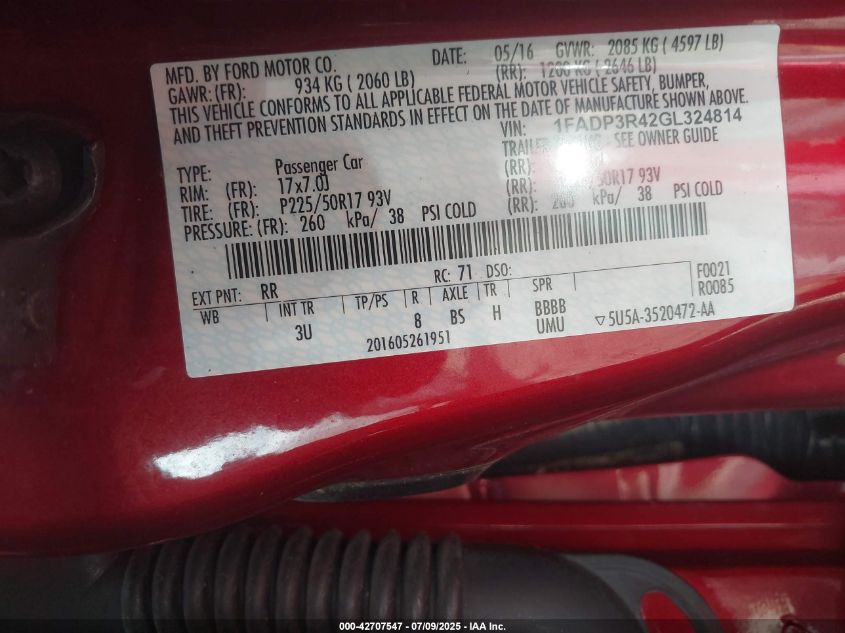 MFD. BY FORD MOTOR CO. DATE: 05/16 GVWR: 2085 KG ( 4597 LB)
GAWR: (FR): 934 KG ( 2060 LB) (RR): 1200 KG ( 2646 LB)
THIS VEHICLE CONFORMS TO ALL APPLICABLE FEDERAL MOTOR VEHICLE SAFETY, BUMPER,
AND THEFT PREVENTION STANDARDS IN EFFECT ON THE DATE OF MANUFACTURE SHOWN ABOVE.
VIN: 1FADP3R42GL324814
TYPE: Passenger Car SEE OWNER GUIDE
RIM: (FR): 17x7.0J (RR):
TIRE: (FR): P225/50R17 93V (RR): 50R17 93V
PRESSURE: (FR): 260 kPa/ 38 PSI COLD (RR): 260 kPa/ 38 PSI COLD
EXT PNT: RR RC: 71 DSO: F0021
WB INT TR TP/PS R AXLE TR SPR R0085
3U 8 BS H BBBB
UMU ▽5U5A-3520472-AA
201605261951
000-42707547 / 07/09/2025 - IAA Inc.